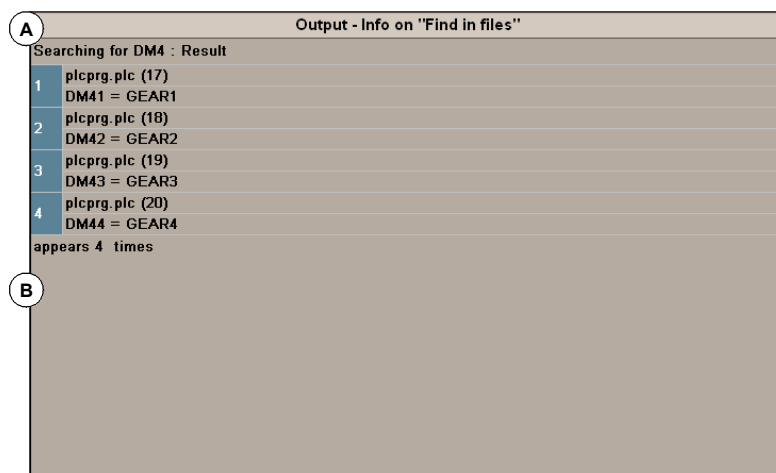 A
Output - Info on "Find in files"
Searching for DM4 : Result
1
plcprg.plc (17)
DM41 = GEAR1
2
plcprg.plc (18)
DM42 = GEAR2
3
plcprg.plc (19)
DM43 = GEAR3
4
plcprg.plc (20)
DM44 = GEAR4
appears 4 times
B